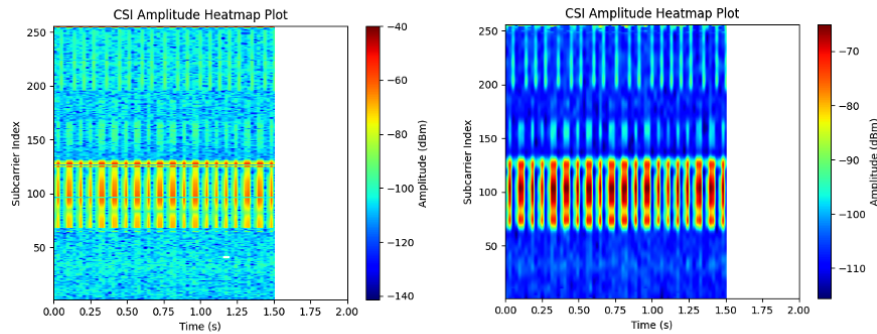 CSI Amplitude Heatmap Plot
250
200
150
100
50
Subcarrier Index
0.00 0.25 0.50 0.75 1.00 1.25 1.50 1.75 2.00
Time (s)
−40
−60
−80
−100
−120
−140
Amplitude (dBm)
CSI Amplitude Heatmap Plot
250
200
150
100
50
Subcarrier Index
0.00 0.25 0.50 0.75 1.00 1.25 1.50 1.75 2.00
Time (s)
−70
−80
−90
−100
−110
Amplitude (dBm)